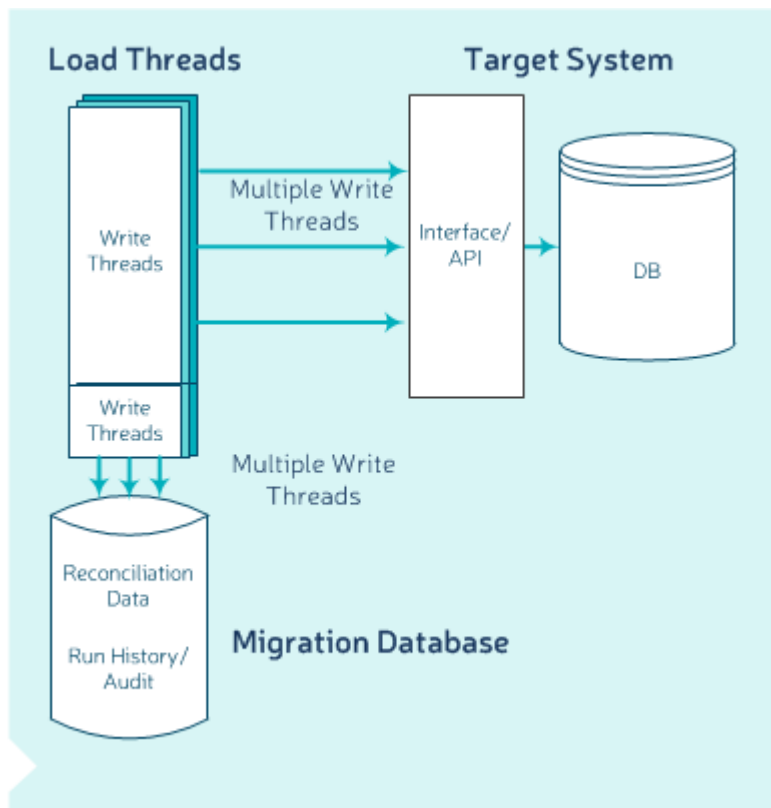 Load Threads
Target System
Write
Threads
Multiple Write
Threads
Interface/
API
DB
Write
Threads
Multiple Write
Threads
Reconciliation
Data
Run History/
Audit
Migration Database